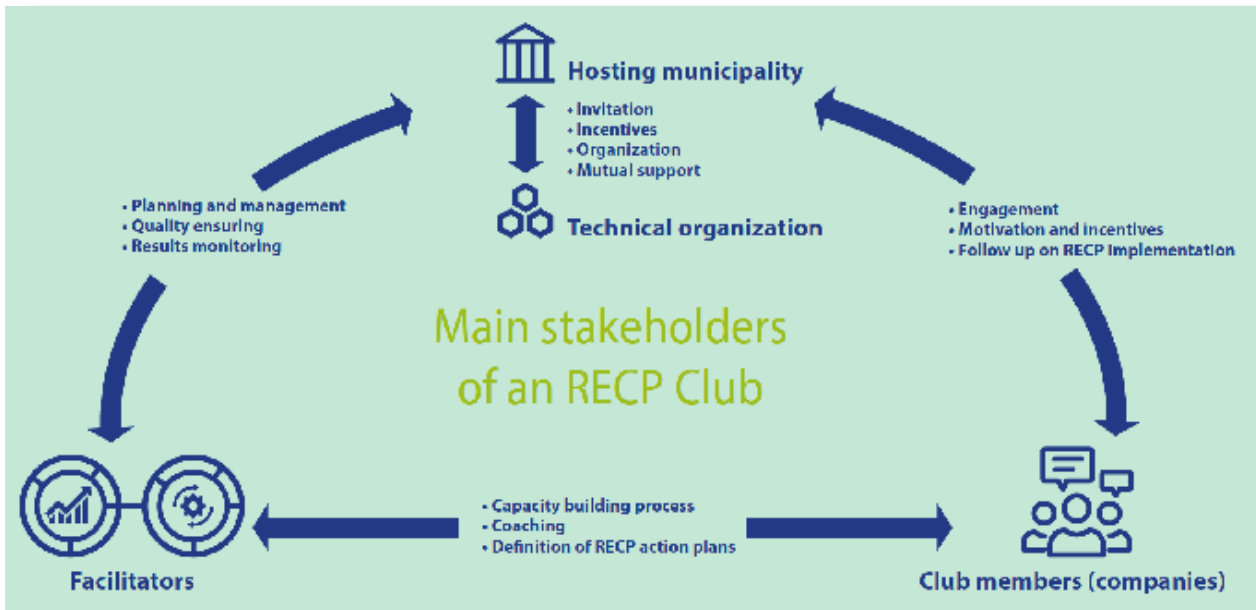 Hosting municipality
• Invitation
• Incentives
• Organization
• Mutual support
Technical organization
• Planning and management
• Quality ensuring
• Results monitoring
• Engagement
• Motivation and incentives
• Follow up on RECP Implementation
Main stakeholders
of an RECP Club
• Capacity building process
• Coaching
• Definition of RECP action plans
Facilitators
Club members (companies)